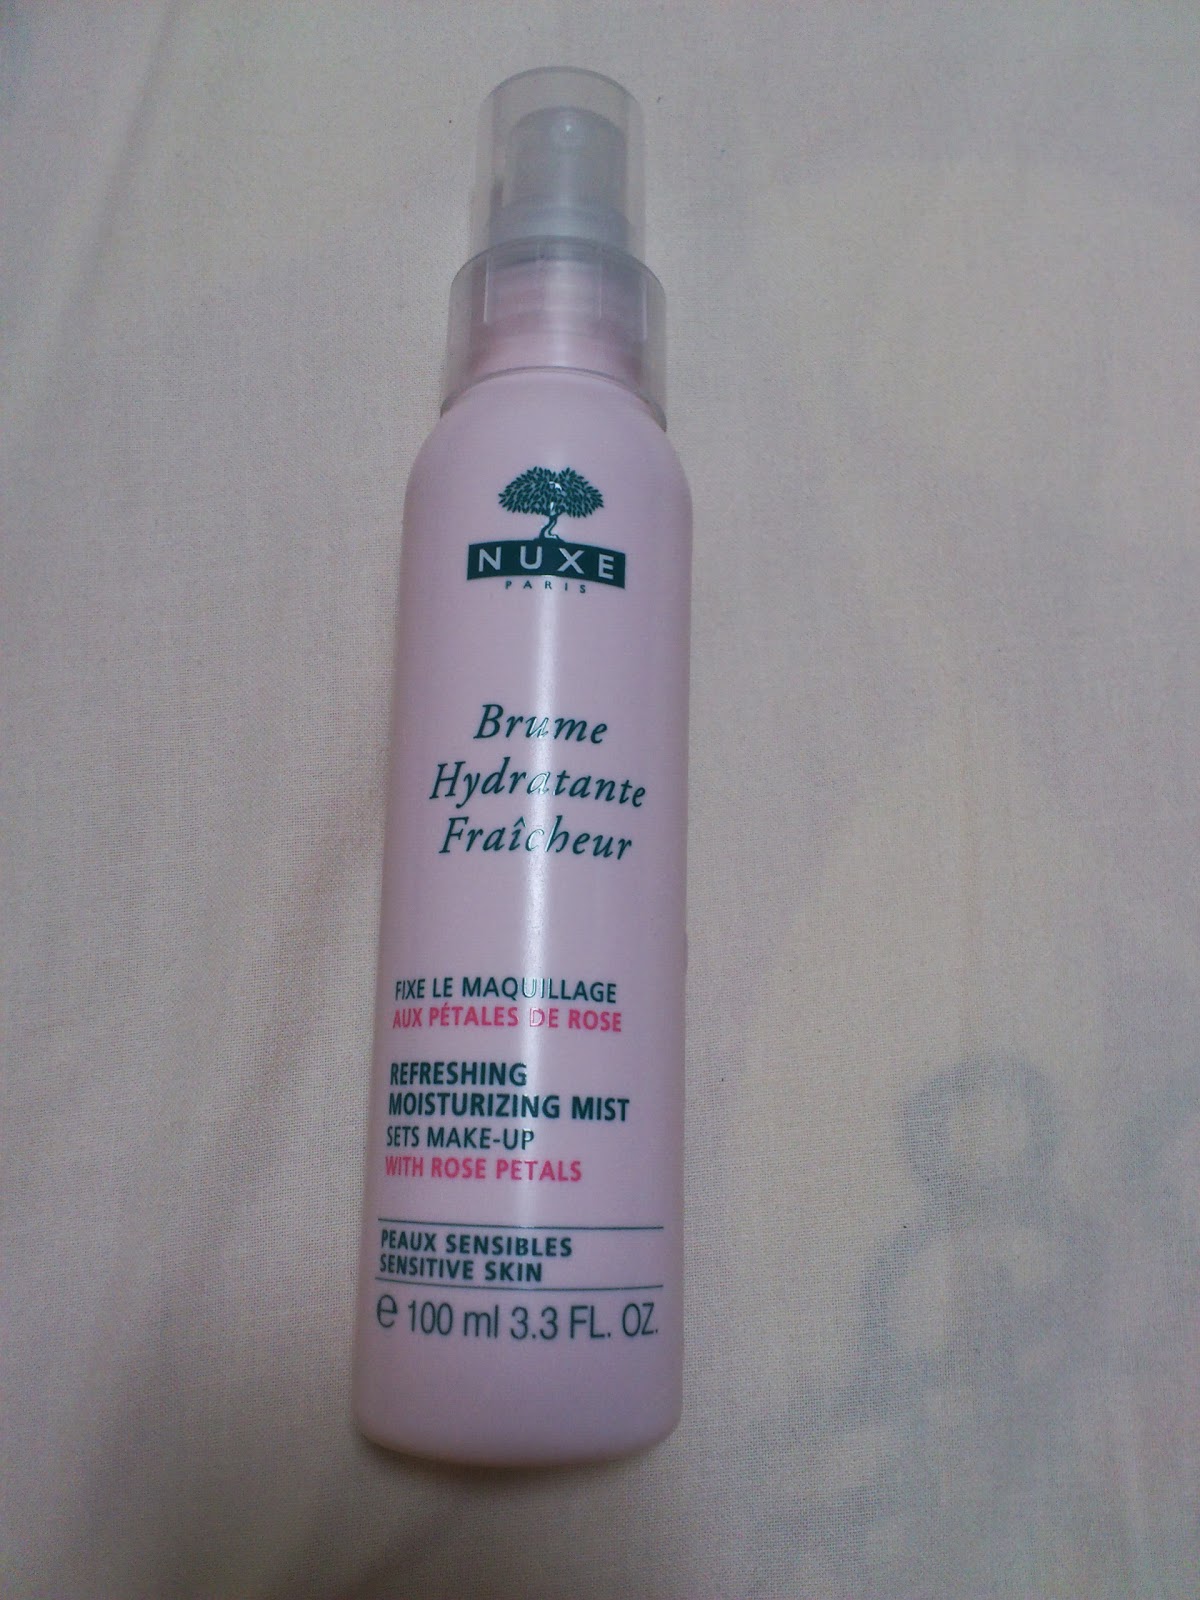 NUXE
PARIS
Brume
Hydratante
Fraîcheur
FIXE LE MAQUILLAGE
AUX PÉTALES DE ROSE
REFRESHING
MOISTURIZING MIST
SETS MAKE-UP
WITH ROSE PETALS
PEAUX SENSIBLES
SENSITIVE SKIN
℮ 100 ml 3.3 FL. OZ.